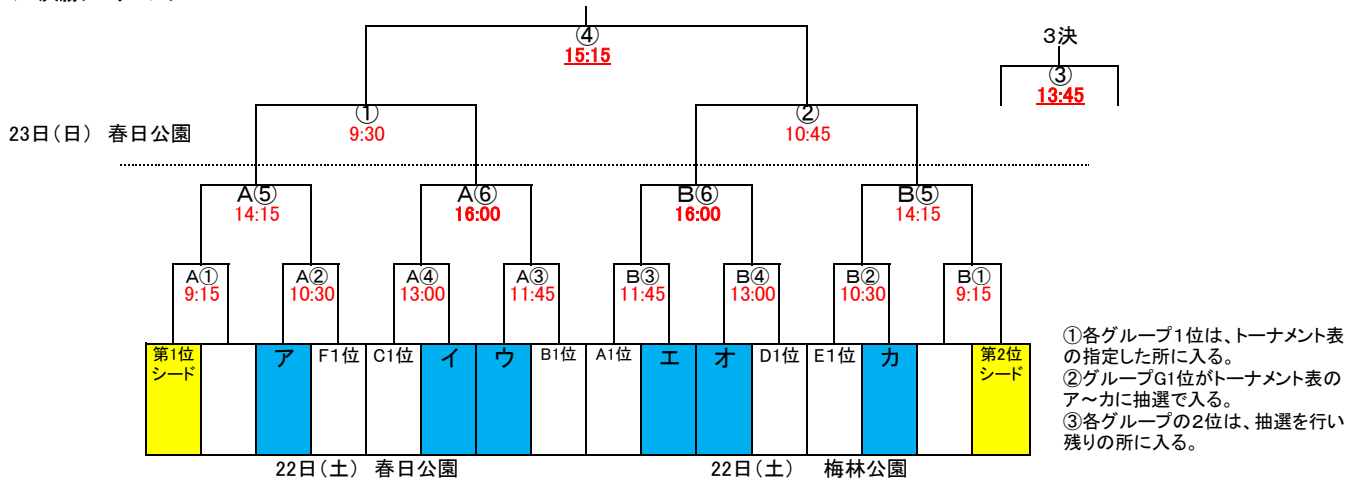 ④
15:15
3決
③
13:45
①
9:30
②
10:45
23日(日) 春日公園
A⑤
14:15
A⑥
16:00
B⑥
16:00
B⑤
14:15
A①
9:15
A②
10:30
A④
13:00
A③
11:45
B③
11:45
B④
13:00
B②
10:30
B①
9:15
第1位
シード
ア
F1位
C1位
イ
ウ
B1位
A1位
エ
オ
D1位
E1位
カ
第2位
シード
①各グループ1位は、トーナメント表
の指定した所に入る。
②グループG1位がトーナメント表の
ア～カに抽選で入る。
③各グループの2位は、抽選を行い
残りの所に入る。
22日(土) 春日公園
22日(土) 梅林公園